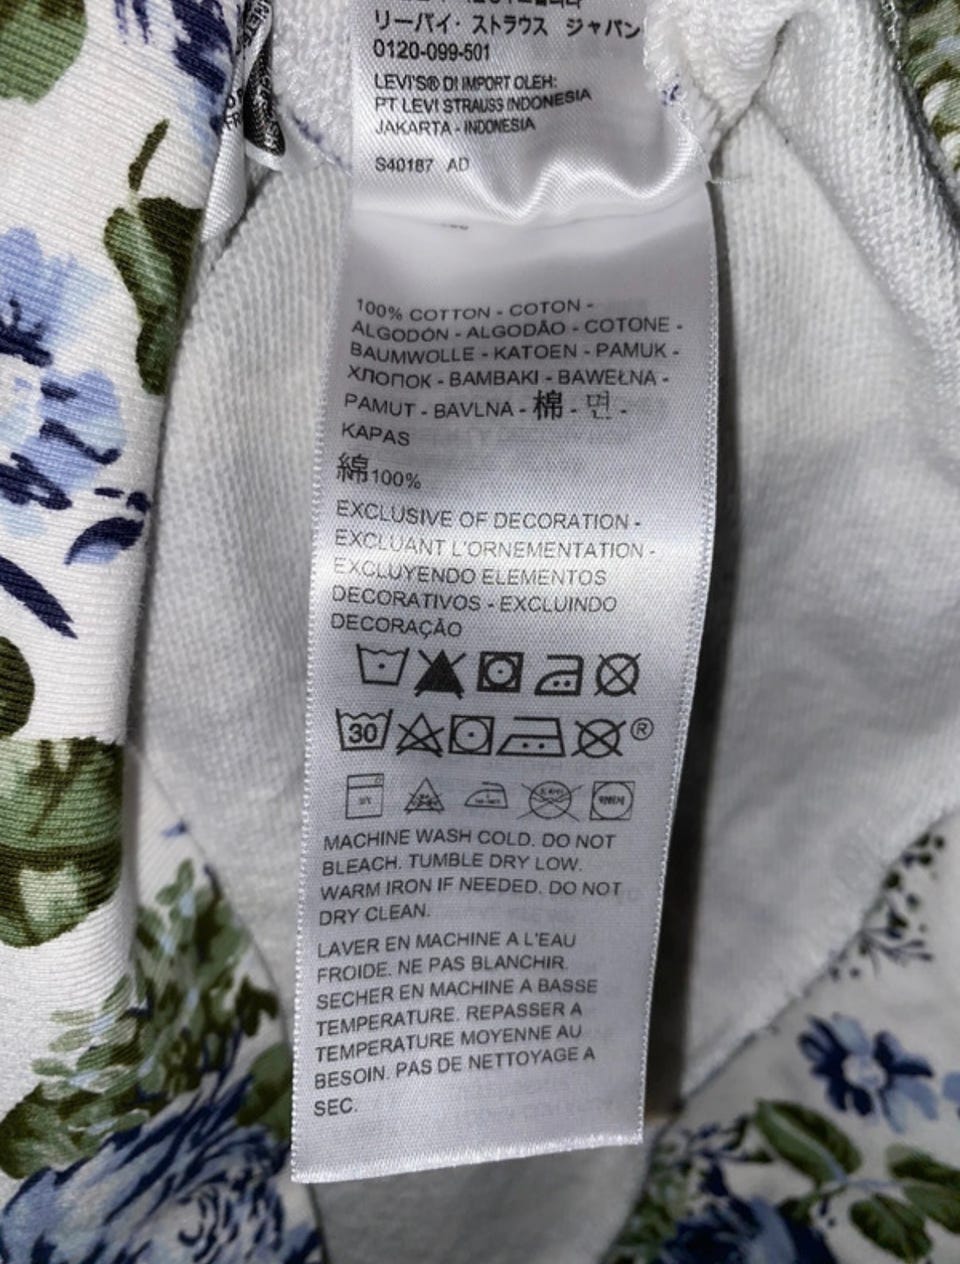 リーバイ・ストラウス ジャパン
0120-099-501
LEVI'S® DI IMPORT OLEH:
PT LEVI STRAUSS INDONESIA
JAKARTA - INDONESIA
S40187 AD
100% COTTON - COTON -
ALGODÓN - ALGODÃO - COTONE -
BAUMWOLLE - KATOEN - PAMUK -
ХЛОПОК - BAMBAKI - BAWEŁNA -
PAMUT - BAVLNA - 棉 - 면 -
KAPAS
綿100%
EXCLUSIVE OF DECORATION -
EXCLUANT L'ORNEMENTATION -
EXCLUYENDO ELEMENTOS
DECORATIVOS - EXCLUINDO
DECORAÇÃO
30 ®
MACHINE WASH COLD. DO NOT
BLEACH. TUMBLE DRY LOW.
WARM IRON IF NEEDED. DO NOT
DRY CLEAN.
LAVER EN MACHINE A L'EAU
FROIDE. NE PAS BLANCHIR.
SECHER EN MACHINE A BASSE
TEMPERATURE. REPASSER A
TEMPERATURE MOYENNE AU
BESOIN. PAS DE NETTOYAGE A
SEC.